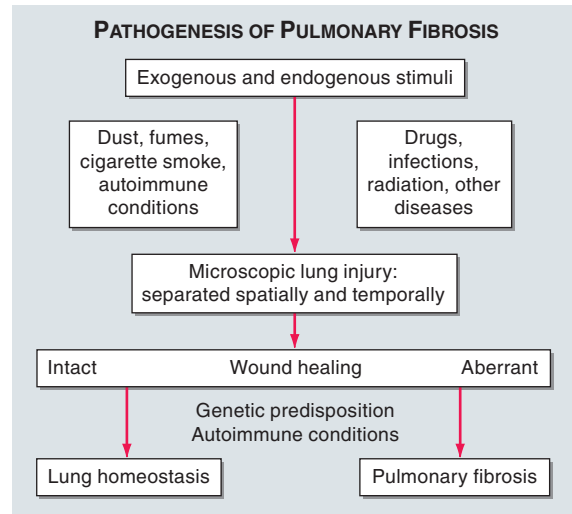 PATHOGENESIS OF PULMONARY FIBROSIS
Exogenous and endogenous stimuli
Dust, fumes,
cigarette smoke,
autoimmune
conditions
Drugs,
infections,
radiation, other
diseases
Microscopic lung injury:
separated spatially and temporally
Intact Wound healing Aberrant
Genetic predisposition
Autoimmune conditions
Lung homeostasis
Pulmonary fibrosis